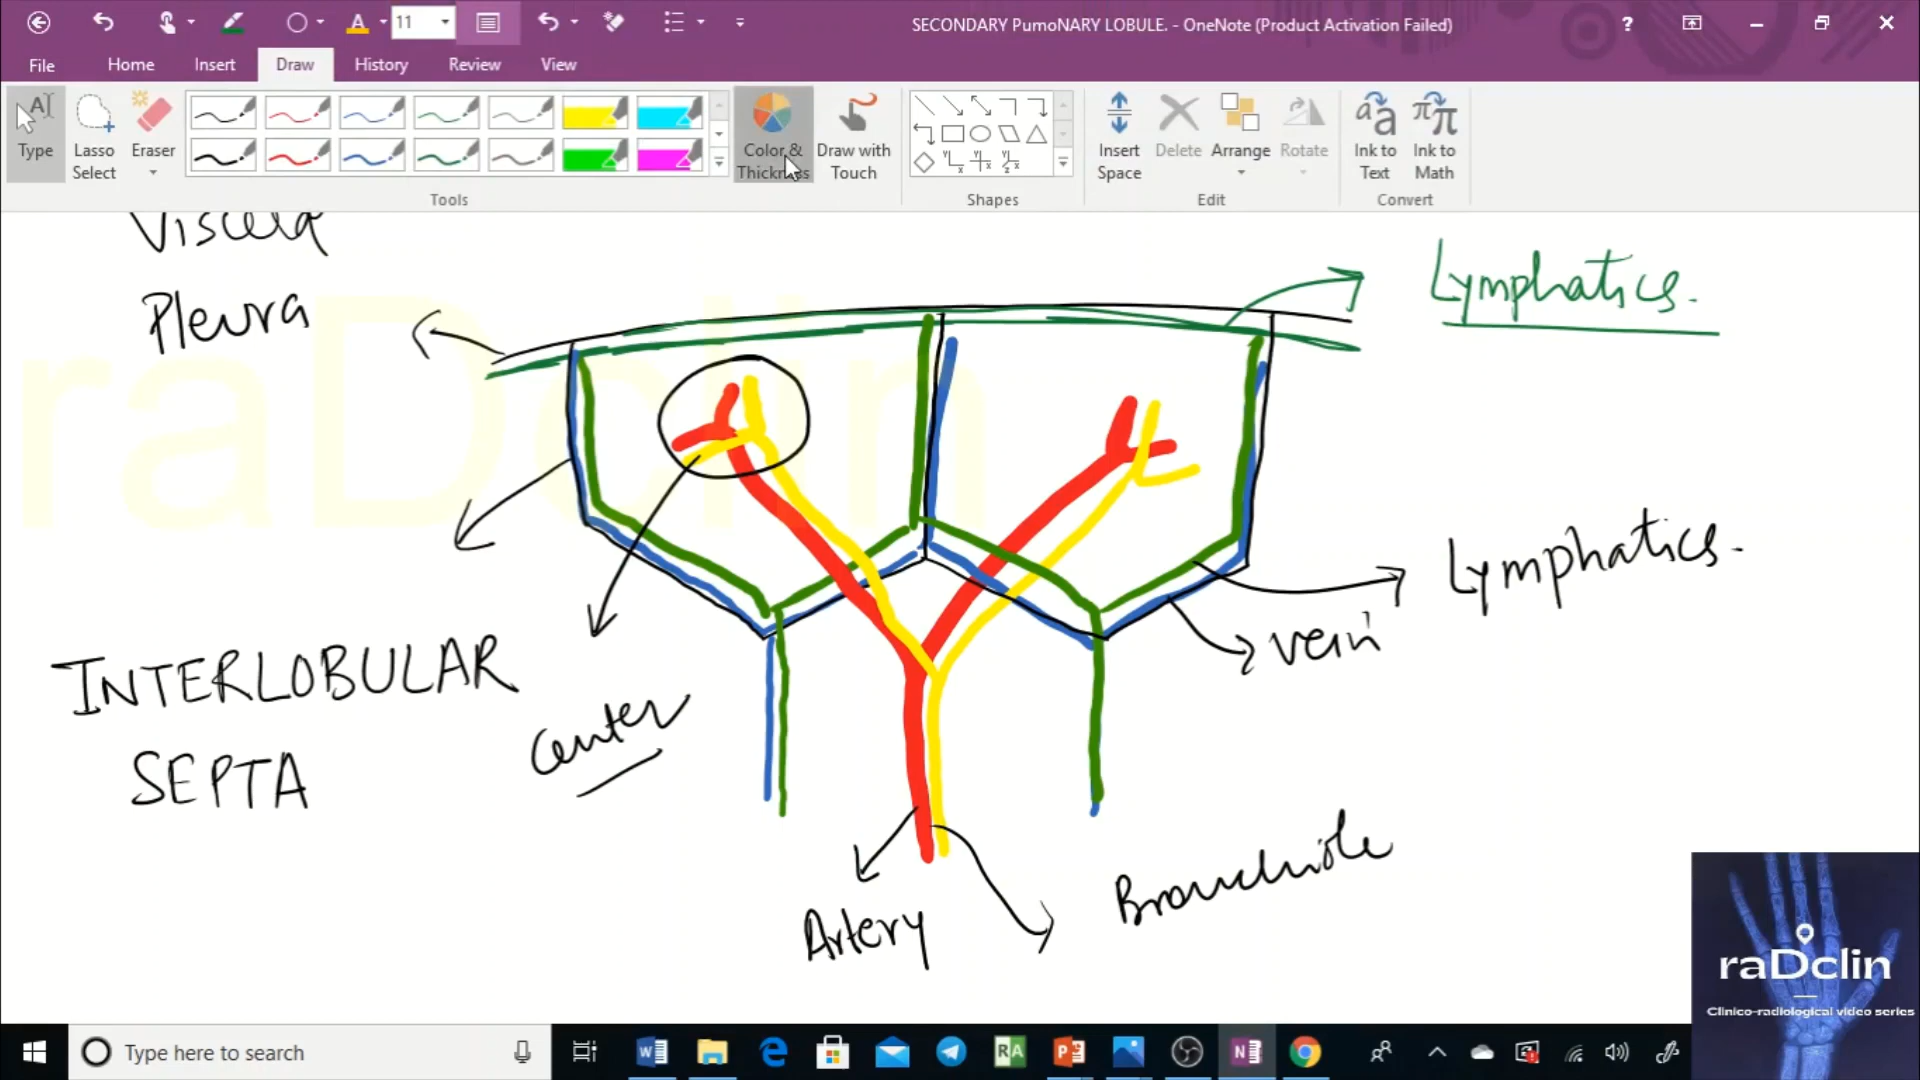 11
SECONDARY PumoNARY LOBULE. - OneNote (Product Activation Failed)
?
File
Home
Insert
Draw
History
Review
View
Type
Lasso
Select
Eraser
Color &
Thickness
Draw with
Touch
Insert
Space
Delete
Arrange
Rotate
Ink to
Text
Ink to
Math
Tools
Shapes
Edit
Convert
Viscera
Pleura
Lymphatics.
raDclin
Lymphatics.
vein
INTERLOBULAR
SEPTA
Center
Artery
Bronchiole
raDclin
Clinico-radiological video series
Type here to search